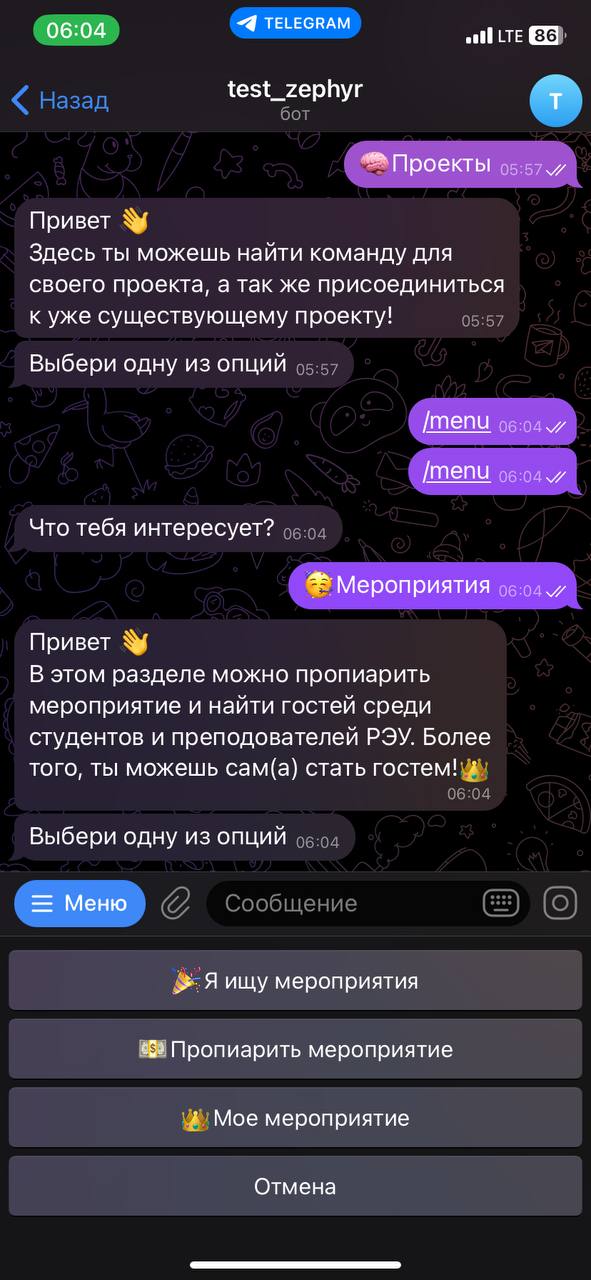 06:04
TELEGRAM
LTE 86
Назад
test_zephyr
бот
T
🧠Проекты 05:57
Привет 👋
Здесь ты можешь найти команду для
своего проекта, а так же присоединиться
к уже существующему проекту! 05:57
Выбери одну из опций 05:57
/menu 06:04
/menu 06:04
Что тебя интересует? 06:04
🥳Мероприятия 06:04
Привет 👋
В этом разделе можно пропиарить
мероприятие и найти гостей среди
студентов и преподователей РЭУ. Более
того, ты можешь сам(а) стать гостем!👑
06:04
Выбери одну из опций 06:04
Меню
Сообщение
🎉Я ищу мероприятия
💵Пропиарить мероприятие
👑Мое мероприятие
Отмена